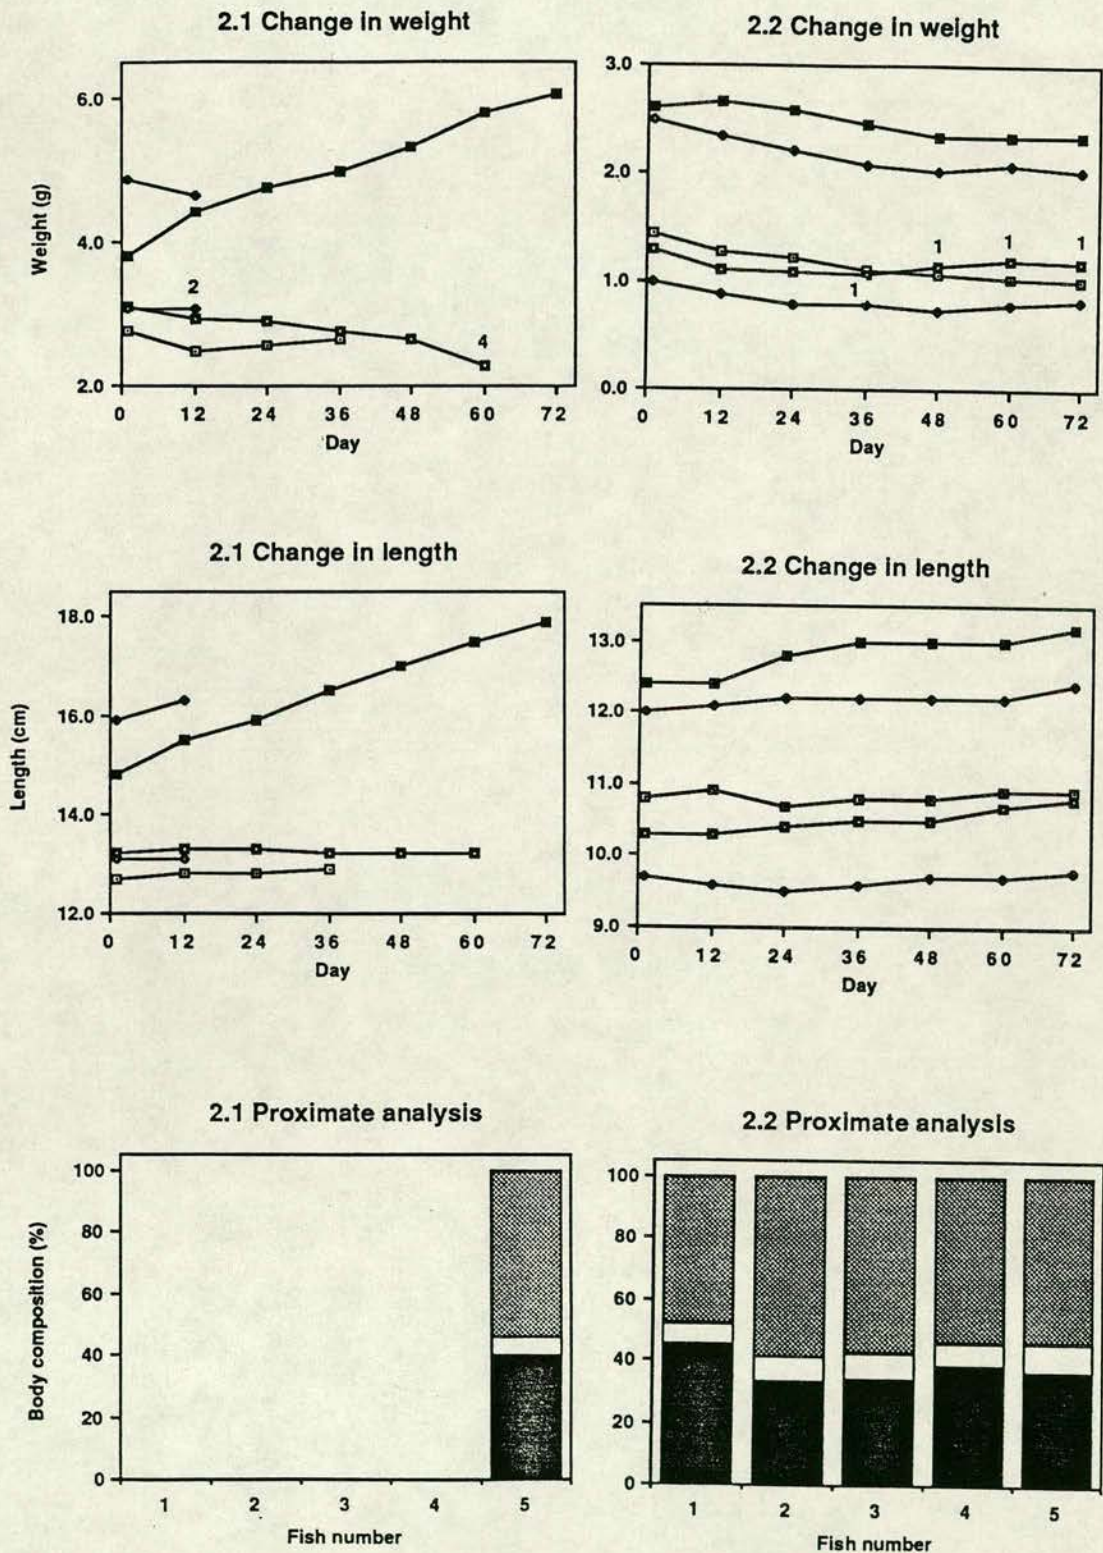 2.1 Change in weight
6.0
4.0
2.0
Weight (g)
2
4
0 12 24 36 48 60 72
Day
2.2 Change in weight
3.0
2.0
1.0
0.0
1
1
1
1
0 12 24 36 48 60 72
Day
2.1 Change in length
18.0
16.0
14.0
12.0
Length (cm)
0 12 24 36 48 60 72
Day
2.2 Change in length
13.0
12.0
11.0
10.0
9.0
0 12 24 36 48 60 72
Day
2.1 Proximate analysis
100
80
60
40
20
0
Body composition (%)
1 2 3 4 5
Fish number
2.2 Proximate analysis
100
80
60
40
20
0
1 2 3 4 5
Fish number